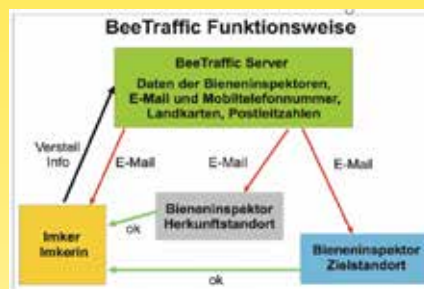 BeeTraffic Funktionsweise
BeeTraffic Server
Daten der Bieneninspektoren,
E-Mail und Mobiltelefonnummer,
Landkarten, Postleitzahlen
Verstell
Info
E-Mail
E-Mail
E-Mail
Bieneninspektor
Herkunftstandort
ok
Imker
Imkerin
Bieneninspektor
Zielstandort
ok